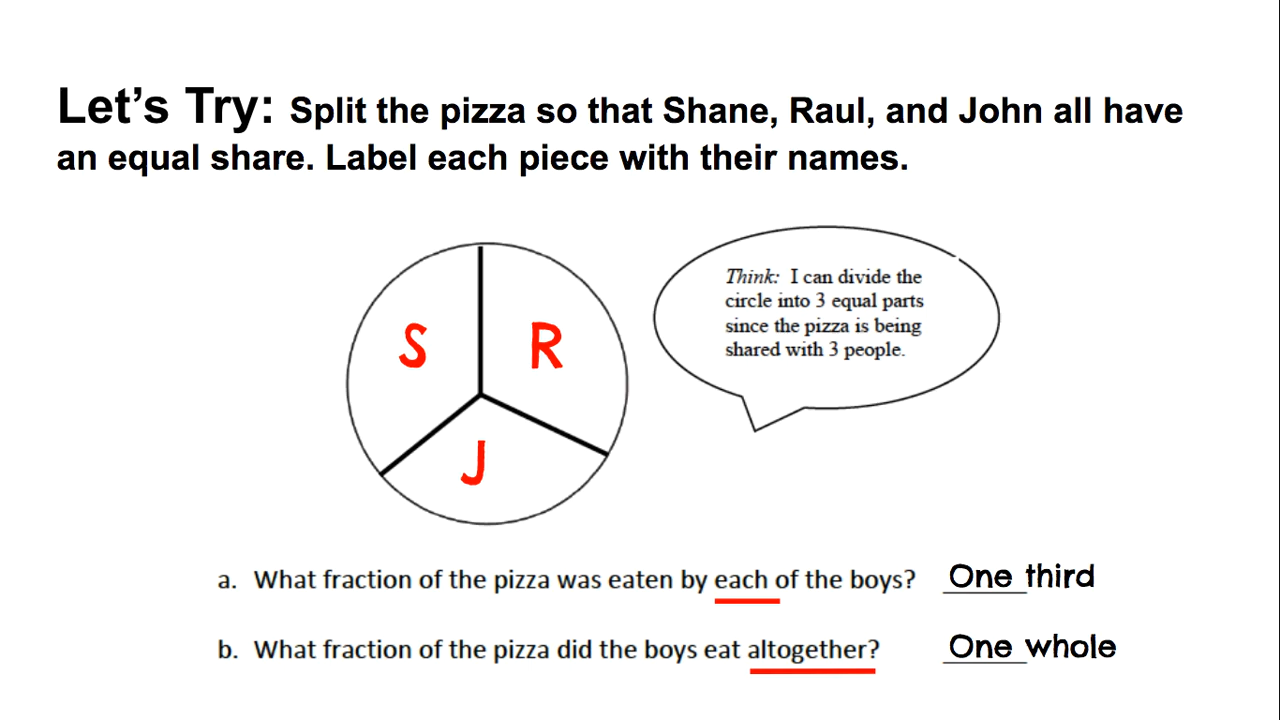 Let's Try: Split the pizza so that Shane, Raul, and John all have
an equal share. Label each piece with their names.
Think: I can divide the
circle into 3 equal parts
since the pizza is being
shared with 3 people.
S
R
J
a. What fraction of the pizza was eaten by each of the boys? One third
b. What fraction of the pizza did the boys eat altogether? One whole